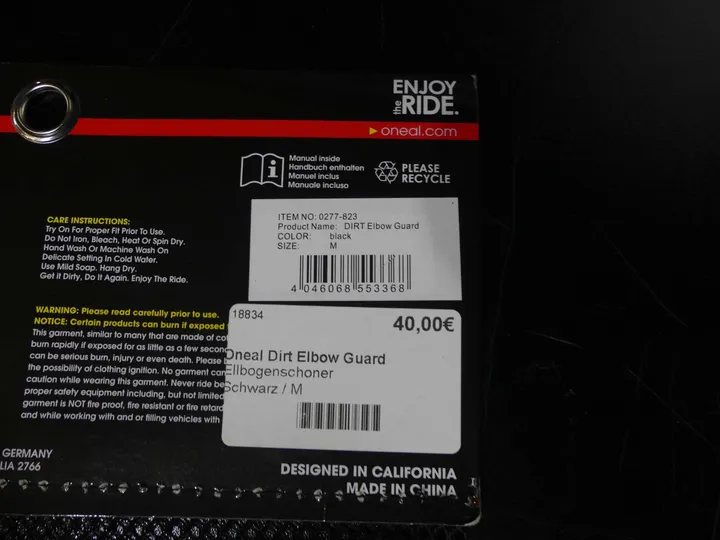 ENJOY
the RIDE.
oneal.com
Manual inside
Handbuch enthalten
Manuel inclus
Manuale incluso
PLEASE
RECYCLE
ITEM NO: 0277-823
Product Name: DIRT Elbow Guard
COLOR: black
SIZE: M
4 046068 553368
CARE INSTRUCTIONS:
Try On For Proper Fit Prior To Use.
Do Not Iron, Bleach, Heat Or Spin Dry.
Hand Wash Or Machine Wash On
Delicate Setting In Cold Water.
Use Mild Soap. Hang Dry.
Get it Dirty, Do It Again. Enjoy The Ride.
WARNING: Please read carefully prior to use.
NOTICE: Certain products can burn if exposed
This garment, similar to many that are made of
burn rapidly if exposed for as little as a few
can be serious burn, injury or even death. Please
the possibility of clothing ignition. No garment
caution while wearing this garment. Never ride
proper safety equipment including, but not limited
garment is NOT fire proof, fire resistant or fire
and while working with and or filling vehicles with
18834
40,00€
Oneal Dirt Elbow Guard
Ellbogenschoner
Schwarz / M
GERMANY
LIA 2766
DESIGNED IN CALIFORNIA
MADE IN CHINA